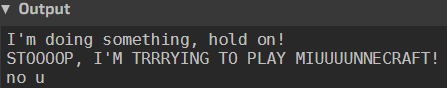 ▼ Output
I'm doing something, hold on!
STOOOOP, I'M TRRRYING TO PLAY MIUUUUNNECRAFT!
no u